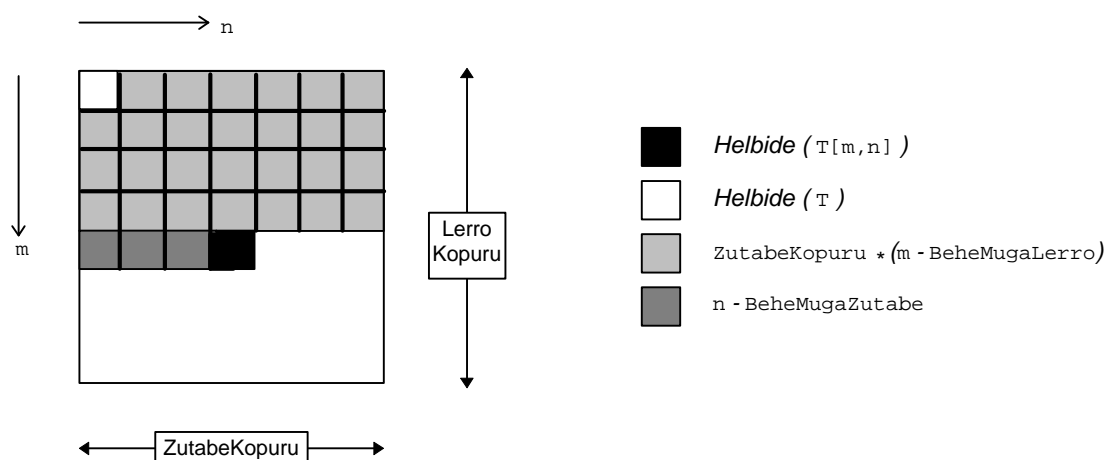 n
m
Lerro
Kopuru
ZutabeKopuru
Helbide ( T[m,n] )
Helbide ( T )
ZutabeKopuru * (m - BeheMugaLerro)
n - BeheMugaZutabe